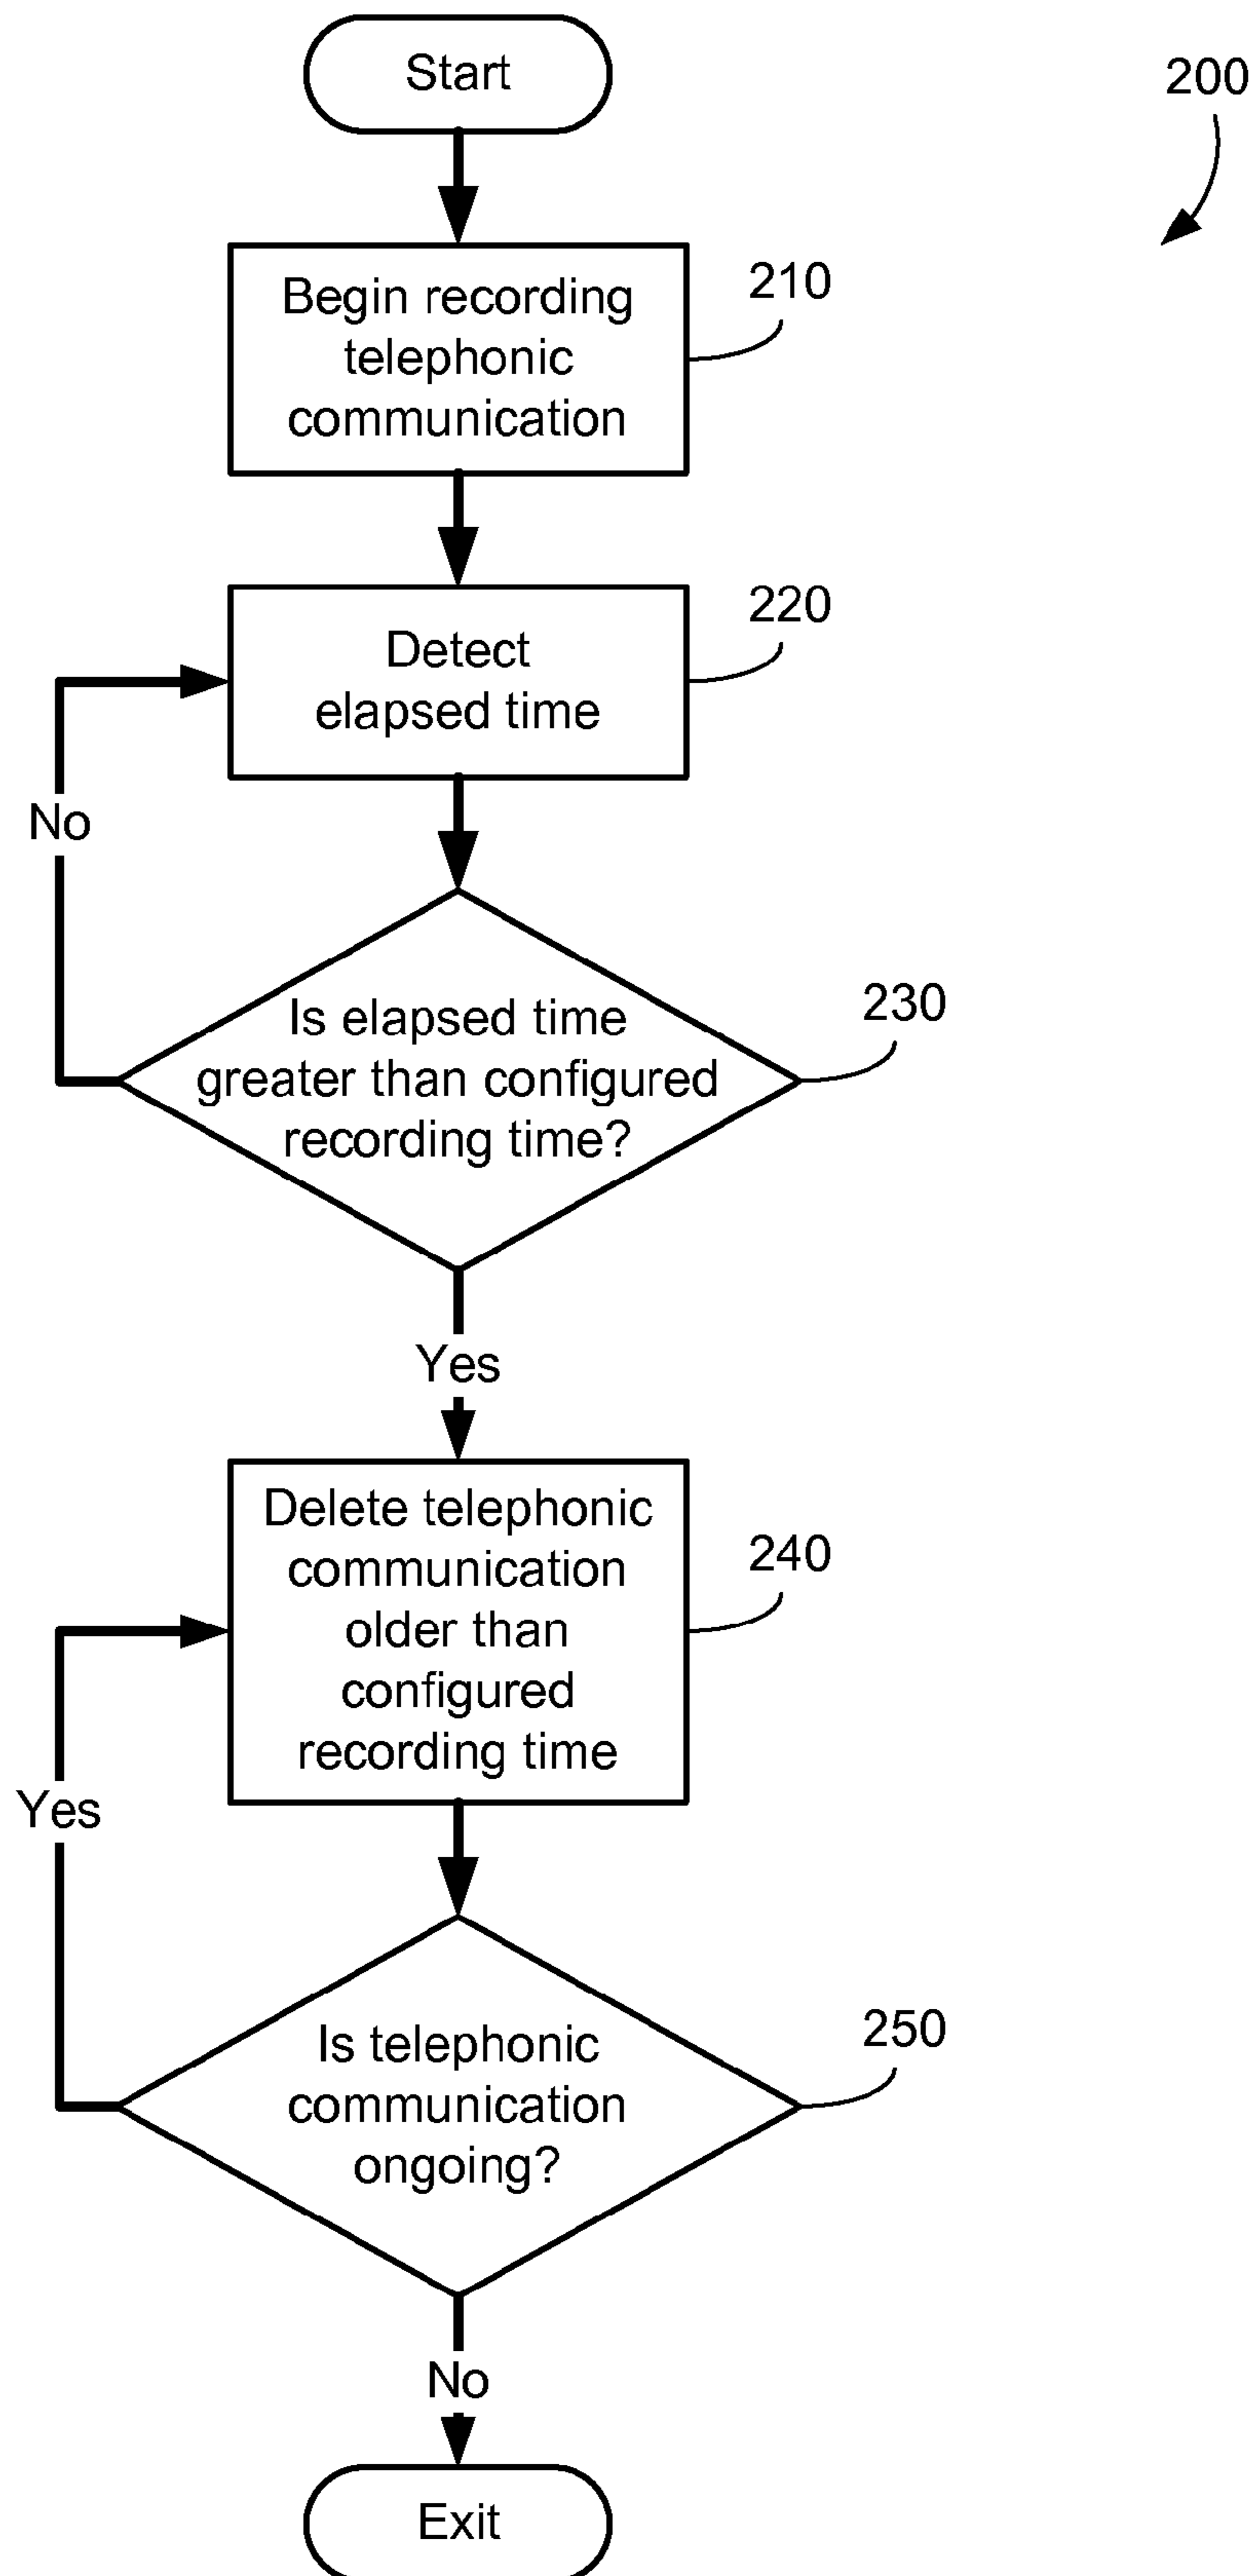 Start
200
Begin recording
telephonic
communication
210
Detect
elapsed time
220
No
Is elapsed time
greater than configured
recording time?
230
Yes
Delete telephonic
communication
older than
configured
recording time
240
Yes
Is telephonic
communication
ongoing?
250
No
Exit